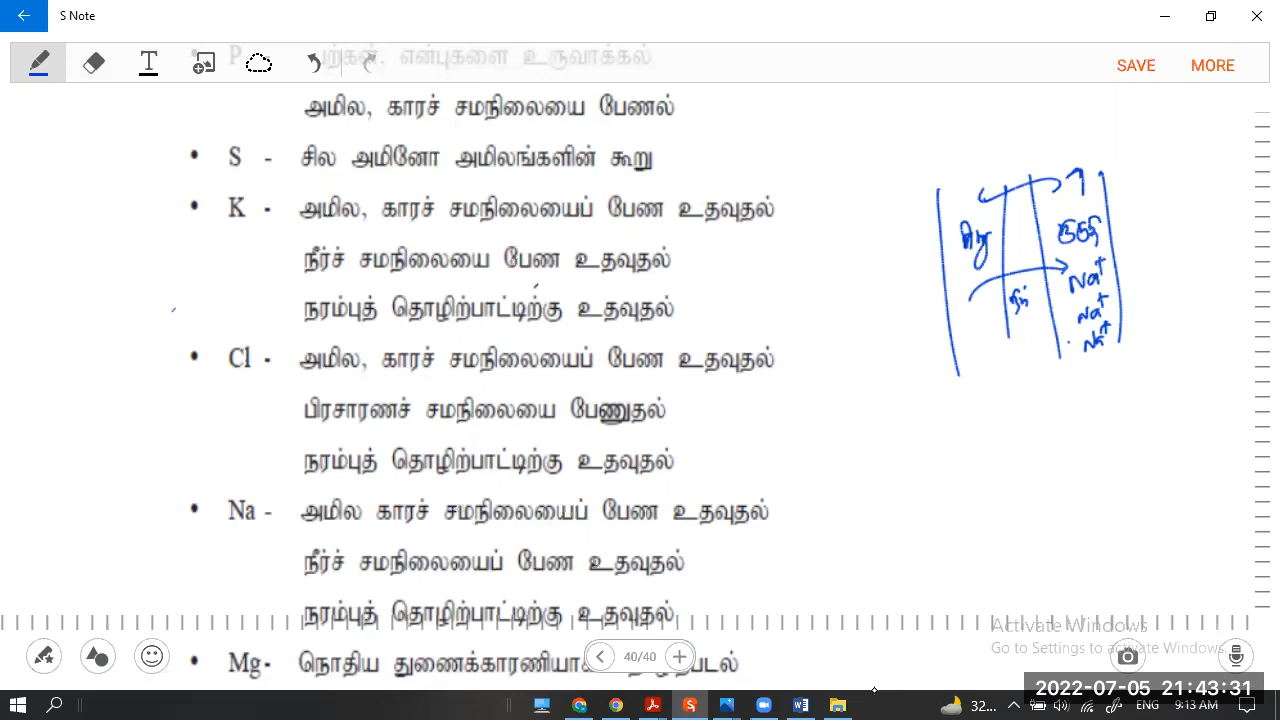 S Note
SAVE MORE
• P பற்கள். என்புகளை உருவாக்கல்
அமில, காரச் சமநிலையை பேணல்
• S - சில அமினோ அமிலங்களின் கூறு
• K - அமில, காரச் சமநிலையைப் பேண உதவுதல்
நீர்ச் சமநிலையை பேண உதவுதல்
நரம்புத் தொழிற்பாட்டிற்கு உதவுதல்
• Cl - அமில, காரச் சமநிலையைப் பேண உதவுதல்
பிரசாரணச் சமநிலையை பேணுதல்
நரம்புத் தொழிற்பாட்டிற்கு உதவுதல்
• Na - அமில காரச் சமநிலையைப் பேண உதவுதல்
நீர்ச் சமநிலையைப் பேண உதவுதல்
நரம்புத் தொழிற்பாட்டிற்கு உதவுதல்
• Mg- நொதிய துணைக்காரணியாக
Na+
Na+
Na+
40/40
Activate Windows
Go to Settings to activate Windows.
2022-07-05 21:43:31
32... ENG 9:13 AM